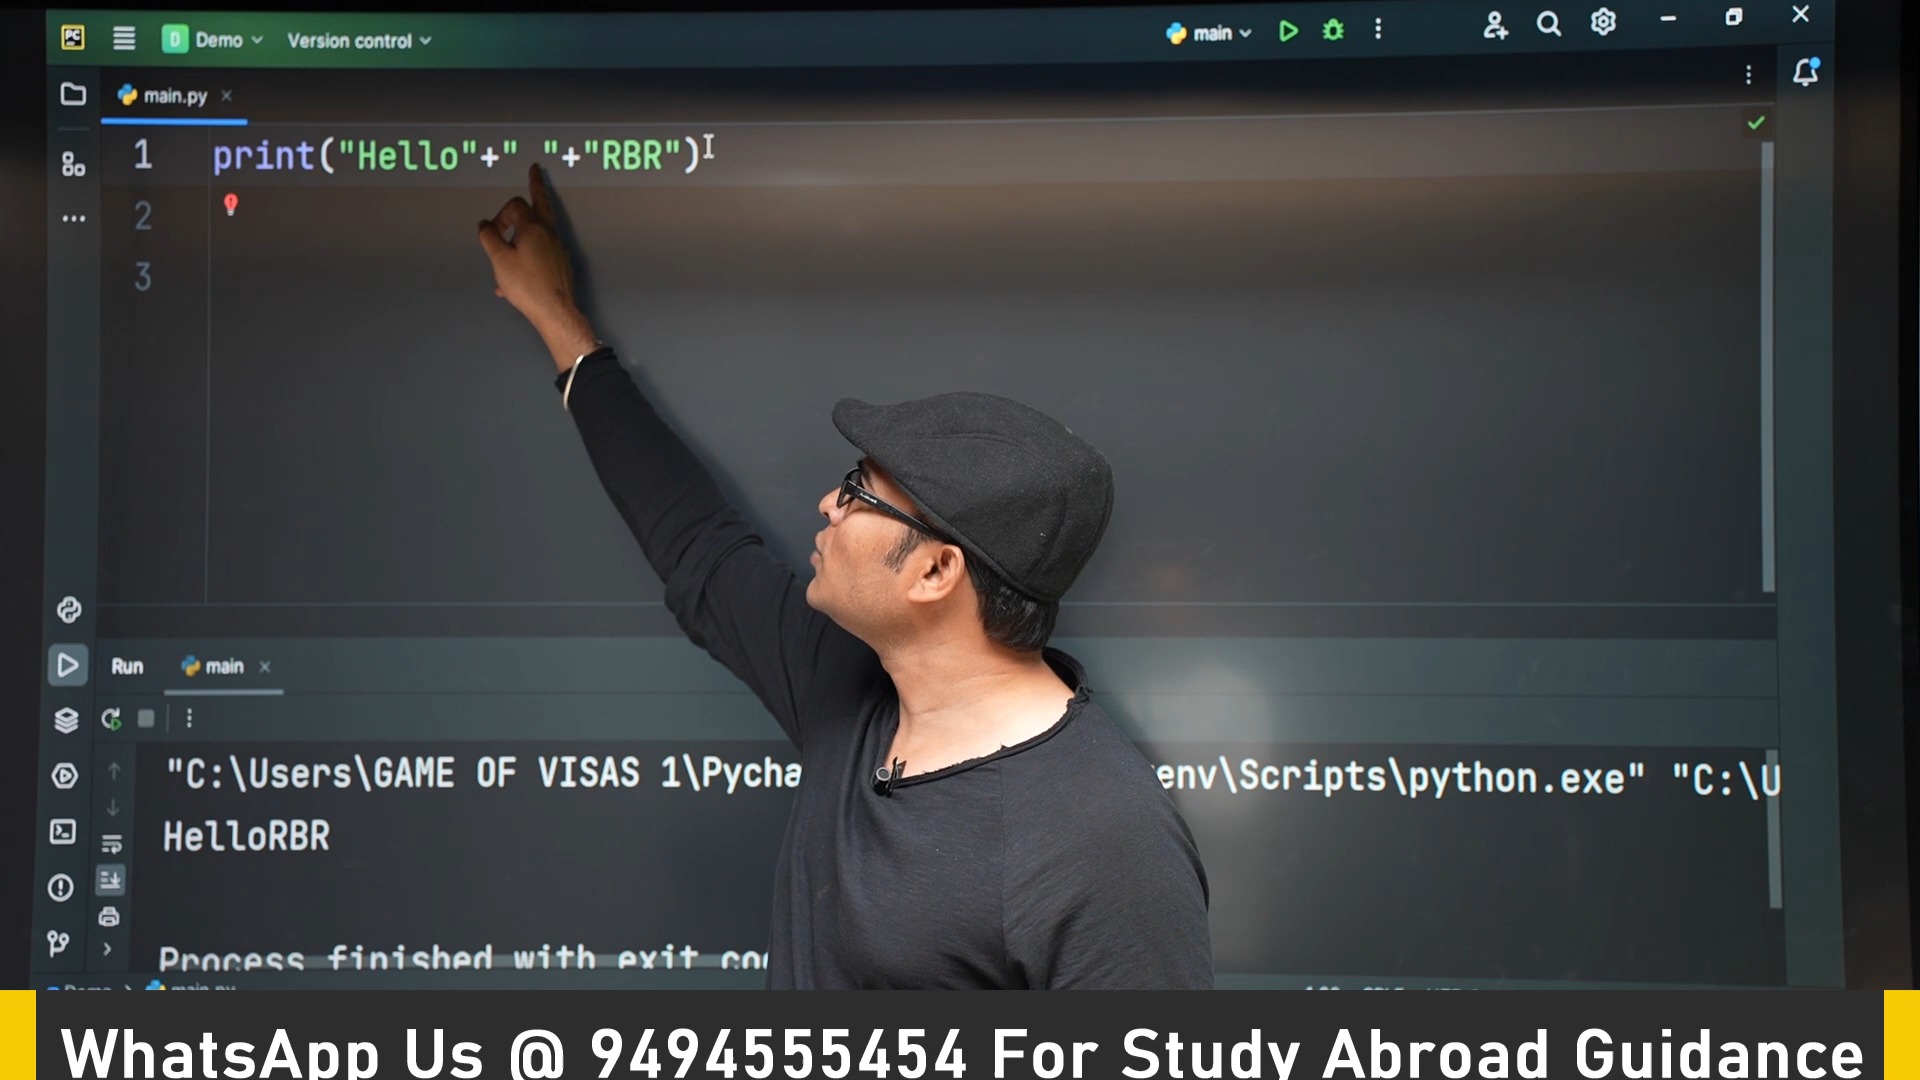 PC
D Demo Version control main
main.py
1 print("Hello"+" "+"RBR")
2
3
Run main
"C:\Users\GAME OF VISAS 1\Pycha env\Scripts\python.exe" "C:\U
HelloRBR
Process finished with exit
WhatsApp Us @ 9494555454 For Study Abroad Guidance